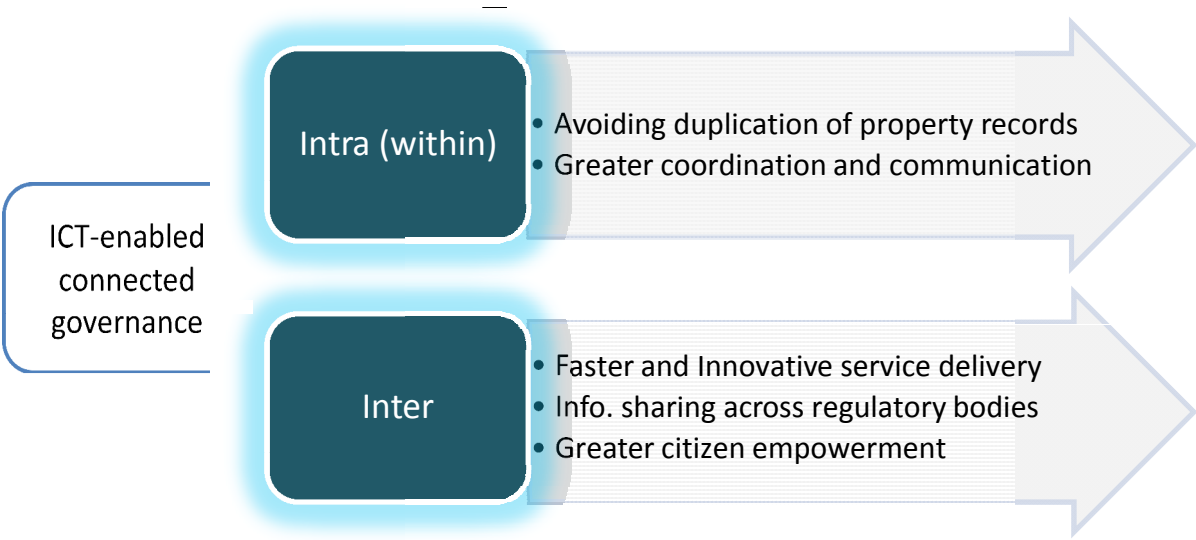 ICT-enabled
connected
governance
Intra (within)
• Avoiding duplication of property records
• Greater coordination and communication
Inter
• Faster and Innovative service delivery
• Info. sharing across regulatory bodies
• Greater citizen empowerment